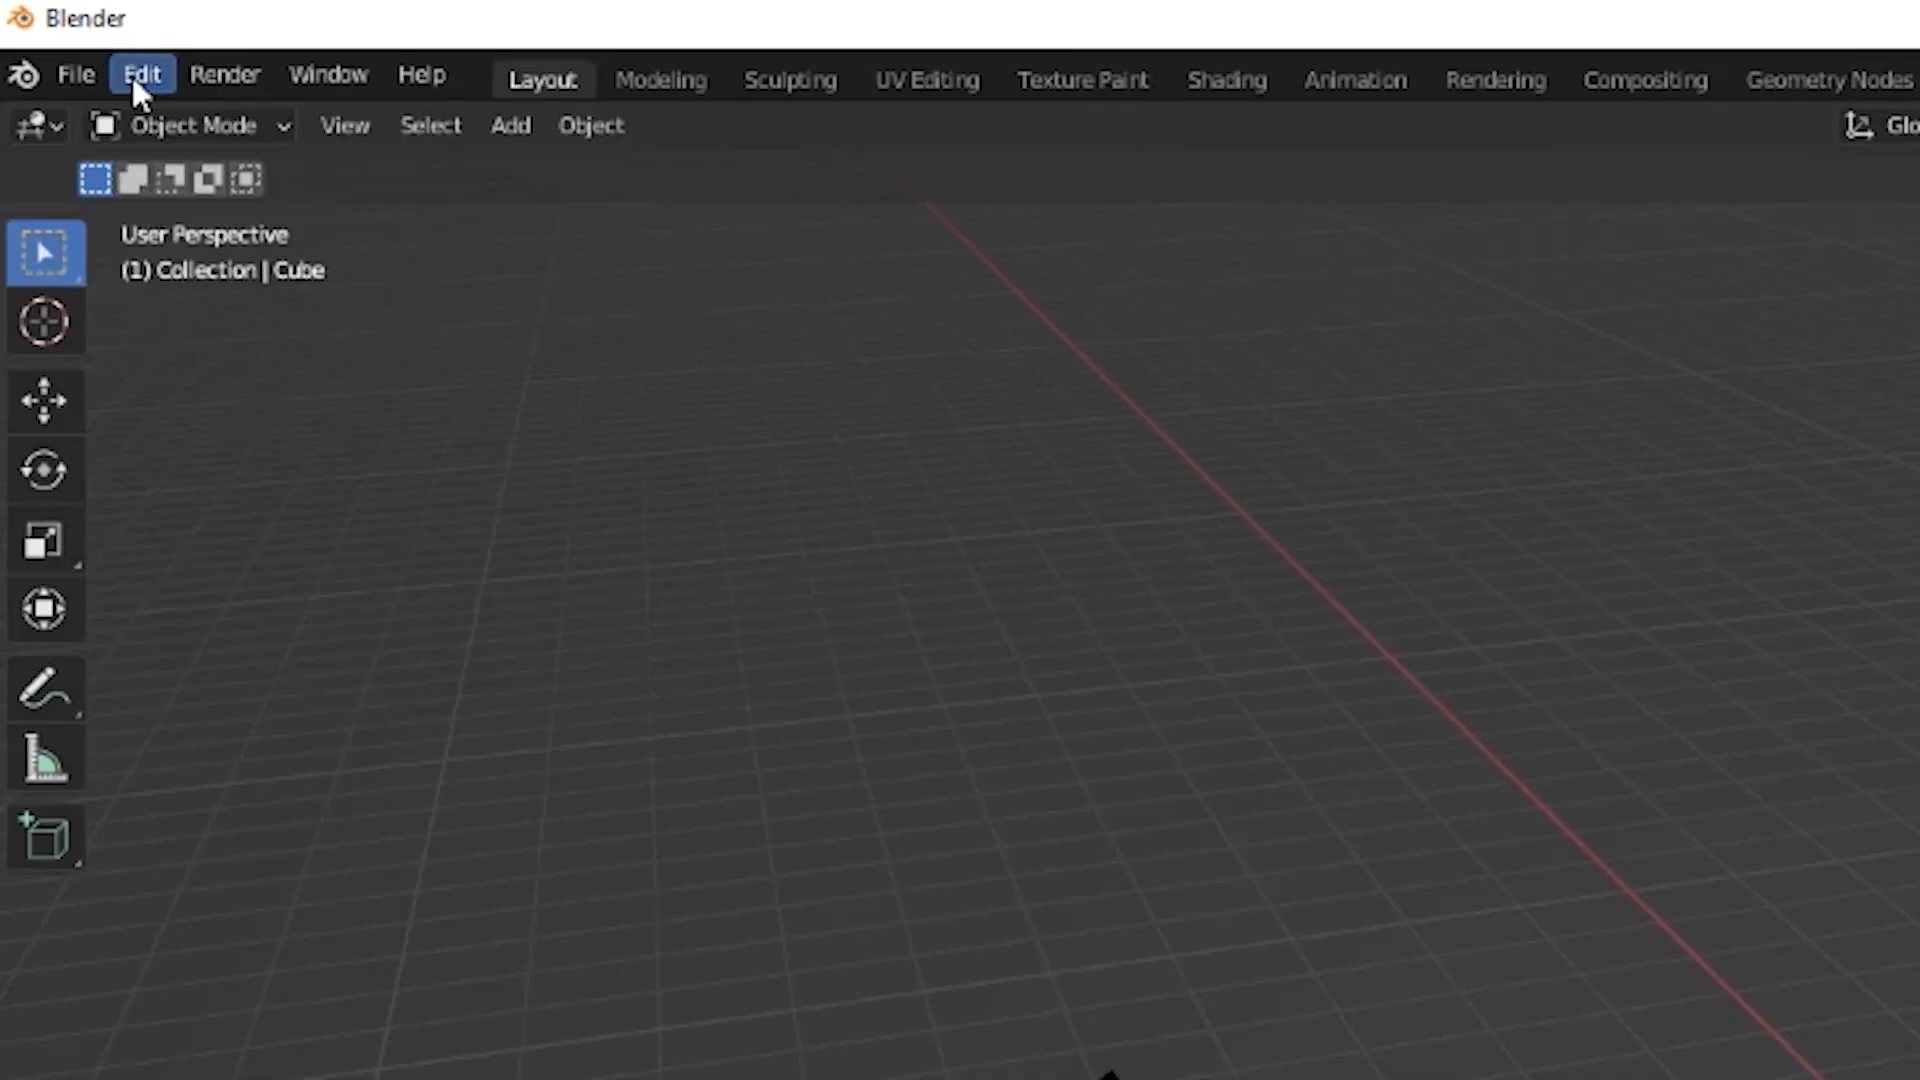 Blender
File Edit Render Window Help Layout Modeling Sculpting UV Editing Texture Paint Shading Animation Rendering Compositing Geometry Nodes
Object Mode View Select Add Object Glo
User Perspective
(1) Collection | Cube